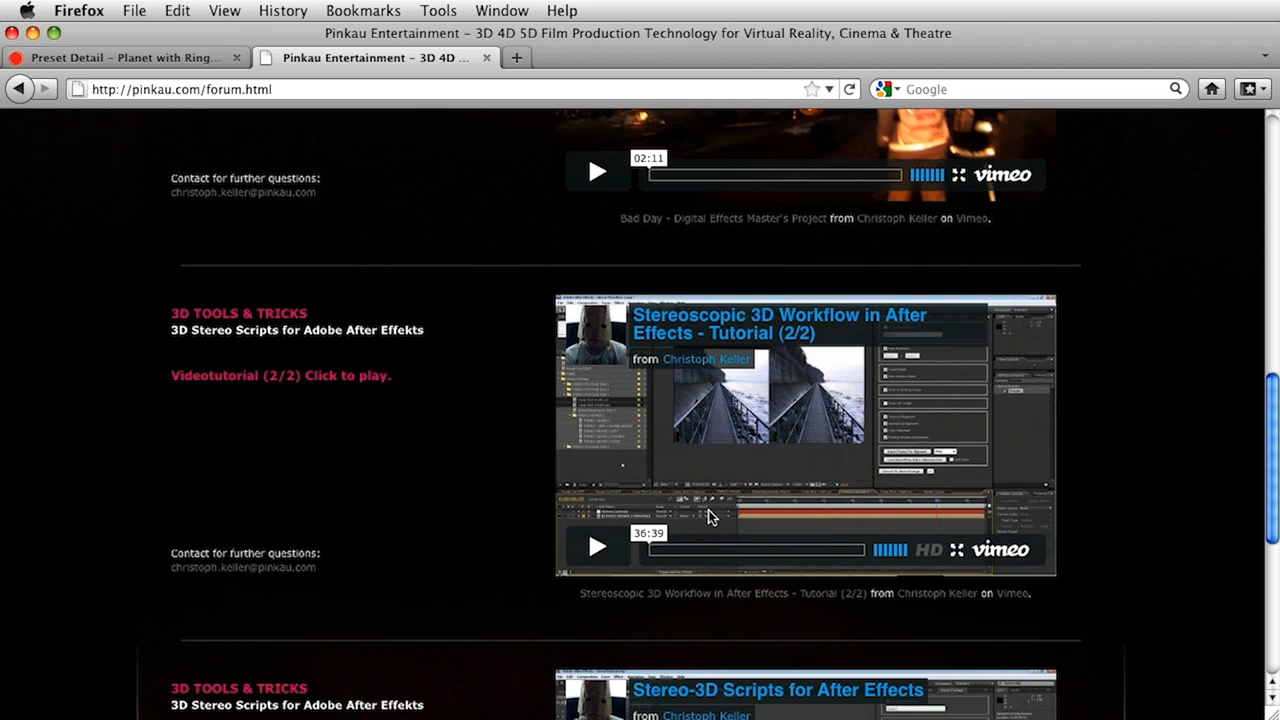 Firefox File Edit View History Bookmarks Tools Window Help
Pinkau Entertainment – 3D 4D 5D Film Production Technology for Virtual Reality, Cinema & Theatre
Preset Detail – Planet with Ring...
Pinkau Entertainment – 3D 4D ...
http://pinkau.com/forum.html
Google
02:11
vimeo
Contact for further questions:
christoph.keller@pinkau.com
Bad Day - Digital Effects Master's Project from Christoph Keller on Vimeo.
3D TOOLS & TRICKS
3D Stereo Scripts for Adobe After Effekts
Videotutorial (2/2) Click to play.
Stereoscopic 3D Workflow in After
Effects - Tutorial (2/2)
from Christoph Keller
36:39
HD vimeo
Contact for further questions:
christoph.keller@pinkau.com
Stereoscopic 3D Workflow in After Effects - Tutorial (2/2) from Christoph Keller on Vimeo.
3D TOOLS & TRICKS
3D Stereo Scripts for Adobe After Effekts
Stereo-3D Scripts for After Effects
from Christoph Keller